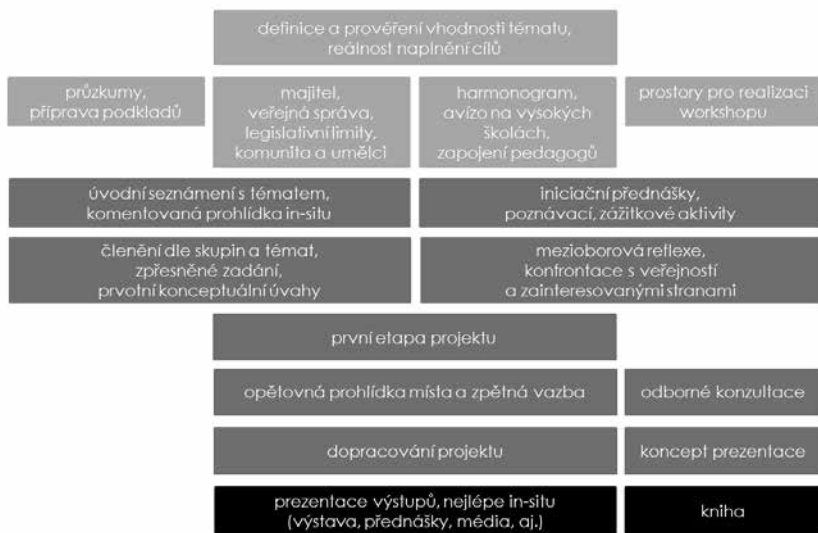 definice a prověření vhodnosti tématu,
reálnost naplnění cílů
průzkumy,
příprava podkladů
majitel,
veřejná správa,
legislativní limity,
komunita a umělci
harmonogram,
avízo na vysokých
školách,
zapojení pedagogů
prostory pro realizaci
workshopu
úvodní seznámení s tématem,
komentovaná prohlídka in-situ
iniciační přednášky,
poznávací, zážitkové aktivity
členění dle skupin a témat,
zpřesněné zadání,
prvotní konceptuální úvahy
mezioborová reflexe,
konfrontace s veřejností
a zainteresovanými stranami
první etapa projektu
opětovná prohlídka místa a zpětná vazba
odborné konzultace
dopracování projektu
koncept prezentace
prezentace výstupů, nejlépe in-situ
(výstava, přednášky, média, aj.)
kniha